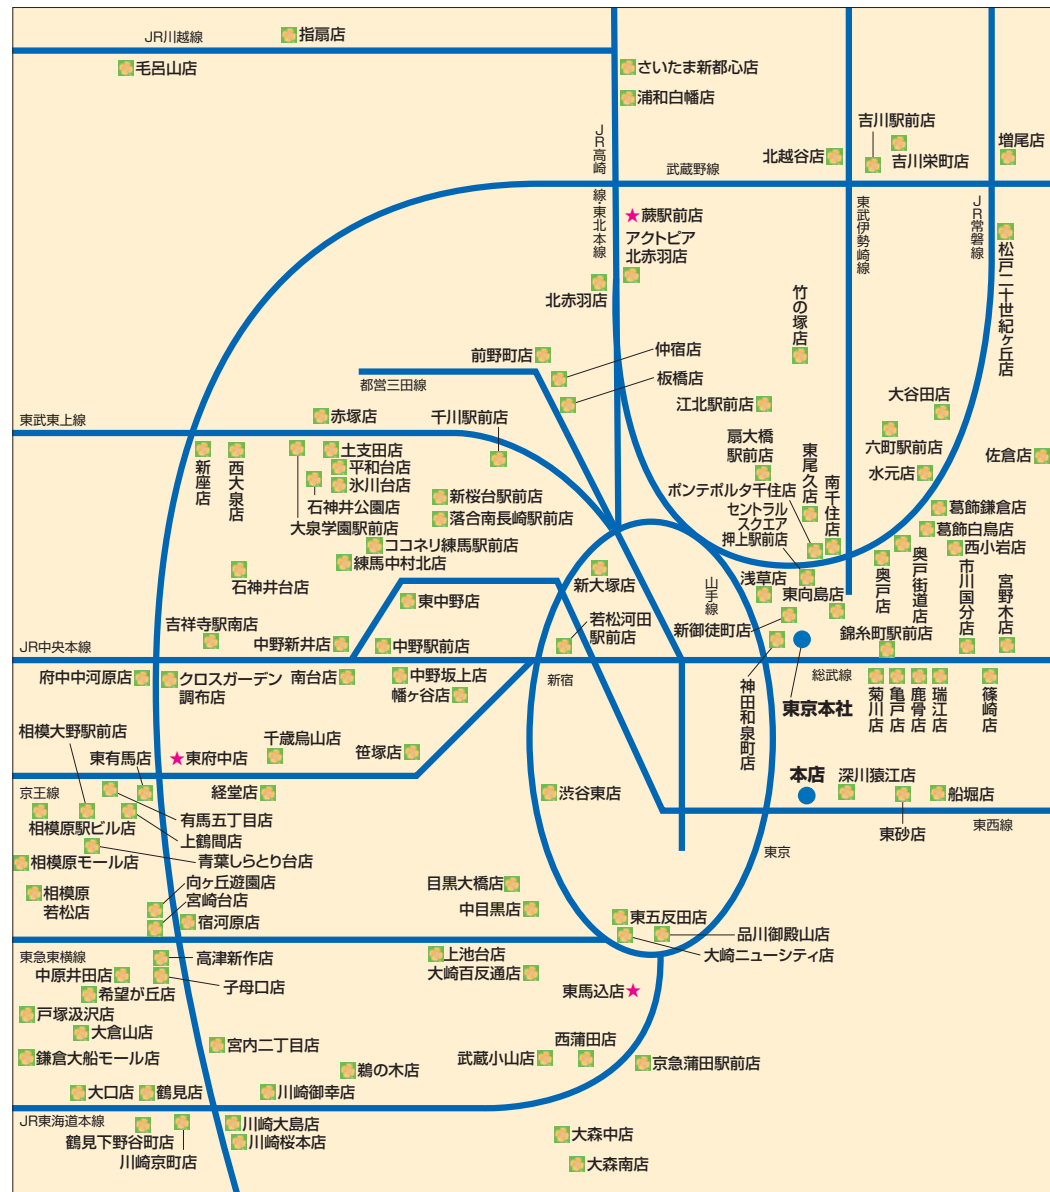 JR川越線
指扇店
毛呂山店
さいたま新都心店
浦和白幡店
JR高崎線・東北本線
武蔵野線
北越谷店
吉川駅前店
吉川栄町店
増尾店
東武伊勢崎線
JR常磐線
松戸二十世紀ヶ丘店
蕨駅前店
アクトピア
北赤羽店
北赤羽店
竹の塚店
前野町店
仲宿店
板橋店
都営三田線
東武東上線
赤塚店
千川駅前店
江北駅前店
大谷田店
六町駅前店
佐倉店
水元店
新座店
西大泉店
土支田店
平和台店
氷川台店
石神井公園店
大泉学園駅前店
新桜台駅前店
落合南長崎駅前店
ココネリ練馬駅前店
練馬中村北店
石神井台店
扇大橋
駅前店
東尾久店
南千住店
ポンテポルタ千住店
セントラル
スクエア
押上駅前店
葛飾鎌倉店
葛飾白鳥店
西小岩店
奥戸店
奥戸街道店
市川国分店
宮野木店
新大塚店
山手線
浅草店
東向島店
東中野店
若松河田
駅前店
新御徒町店
錦糸町駅前店
吉祥寺駅南店
中野新井店
中野駅前店
JR中央本線
府中中河原店
クロスガーデン
調布店
南台店
中野坂上店
幡ヶ谷店
新宿
総武線
神田和泉町店
東京本社
菊川店
亀戸店
鹿骨店
瑞江店
篠崎店
相模大野駅前店
東有馬店
東府中店
千歳烏山店
笹塚店
京王線
経堂店
渋谷東店
本店
深川猿江店
船堀店
東砂店
東西線
東京
有馬五丁目店
相模原駅ビル店
上鶴間店
青葉しらとり台店
相模原モール店
向ヶ丘遊園店
宮崎台店
相模原
若松店
宿河原店
目黒大橋店
中目黒店
東五反田店
品川御殿山店
大崎ニューシティ店
東急東横線
高津新作店
上池台店
大崎百反通店
中原井田店
子母口店
希望が丘店
東馬込店
戸塚汲沢店
大倉山店
鎌倉大船モール店
宮内二丁目店
鵜の木店
武蔵小山店
西蒲田店
京急蒲田駅前店
大口店
鶴見店
川崎御幸店
JR東海道本線
鶴見下野谷町店
川崎京町店
川崎大島店
川崎桜本店
大森中店
大森南店